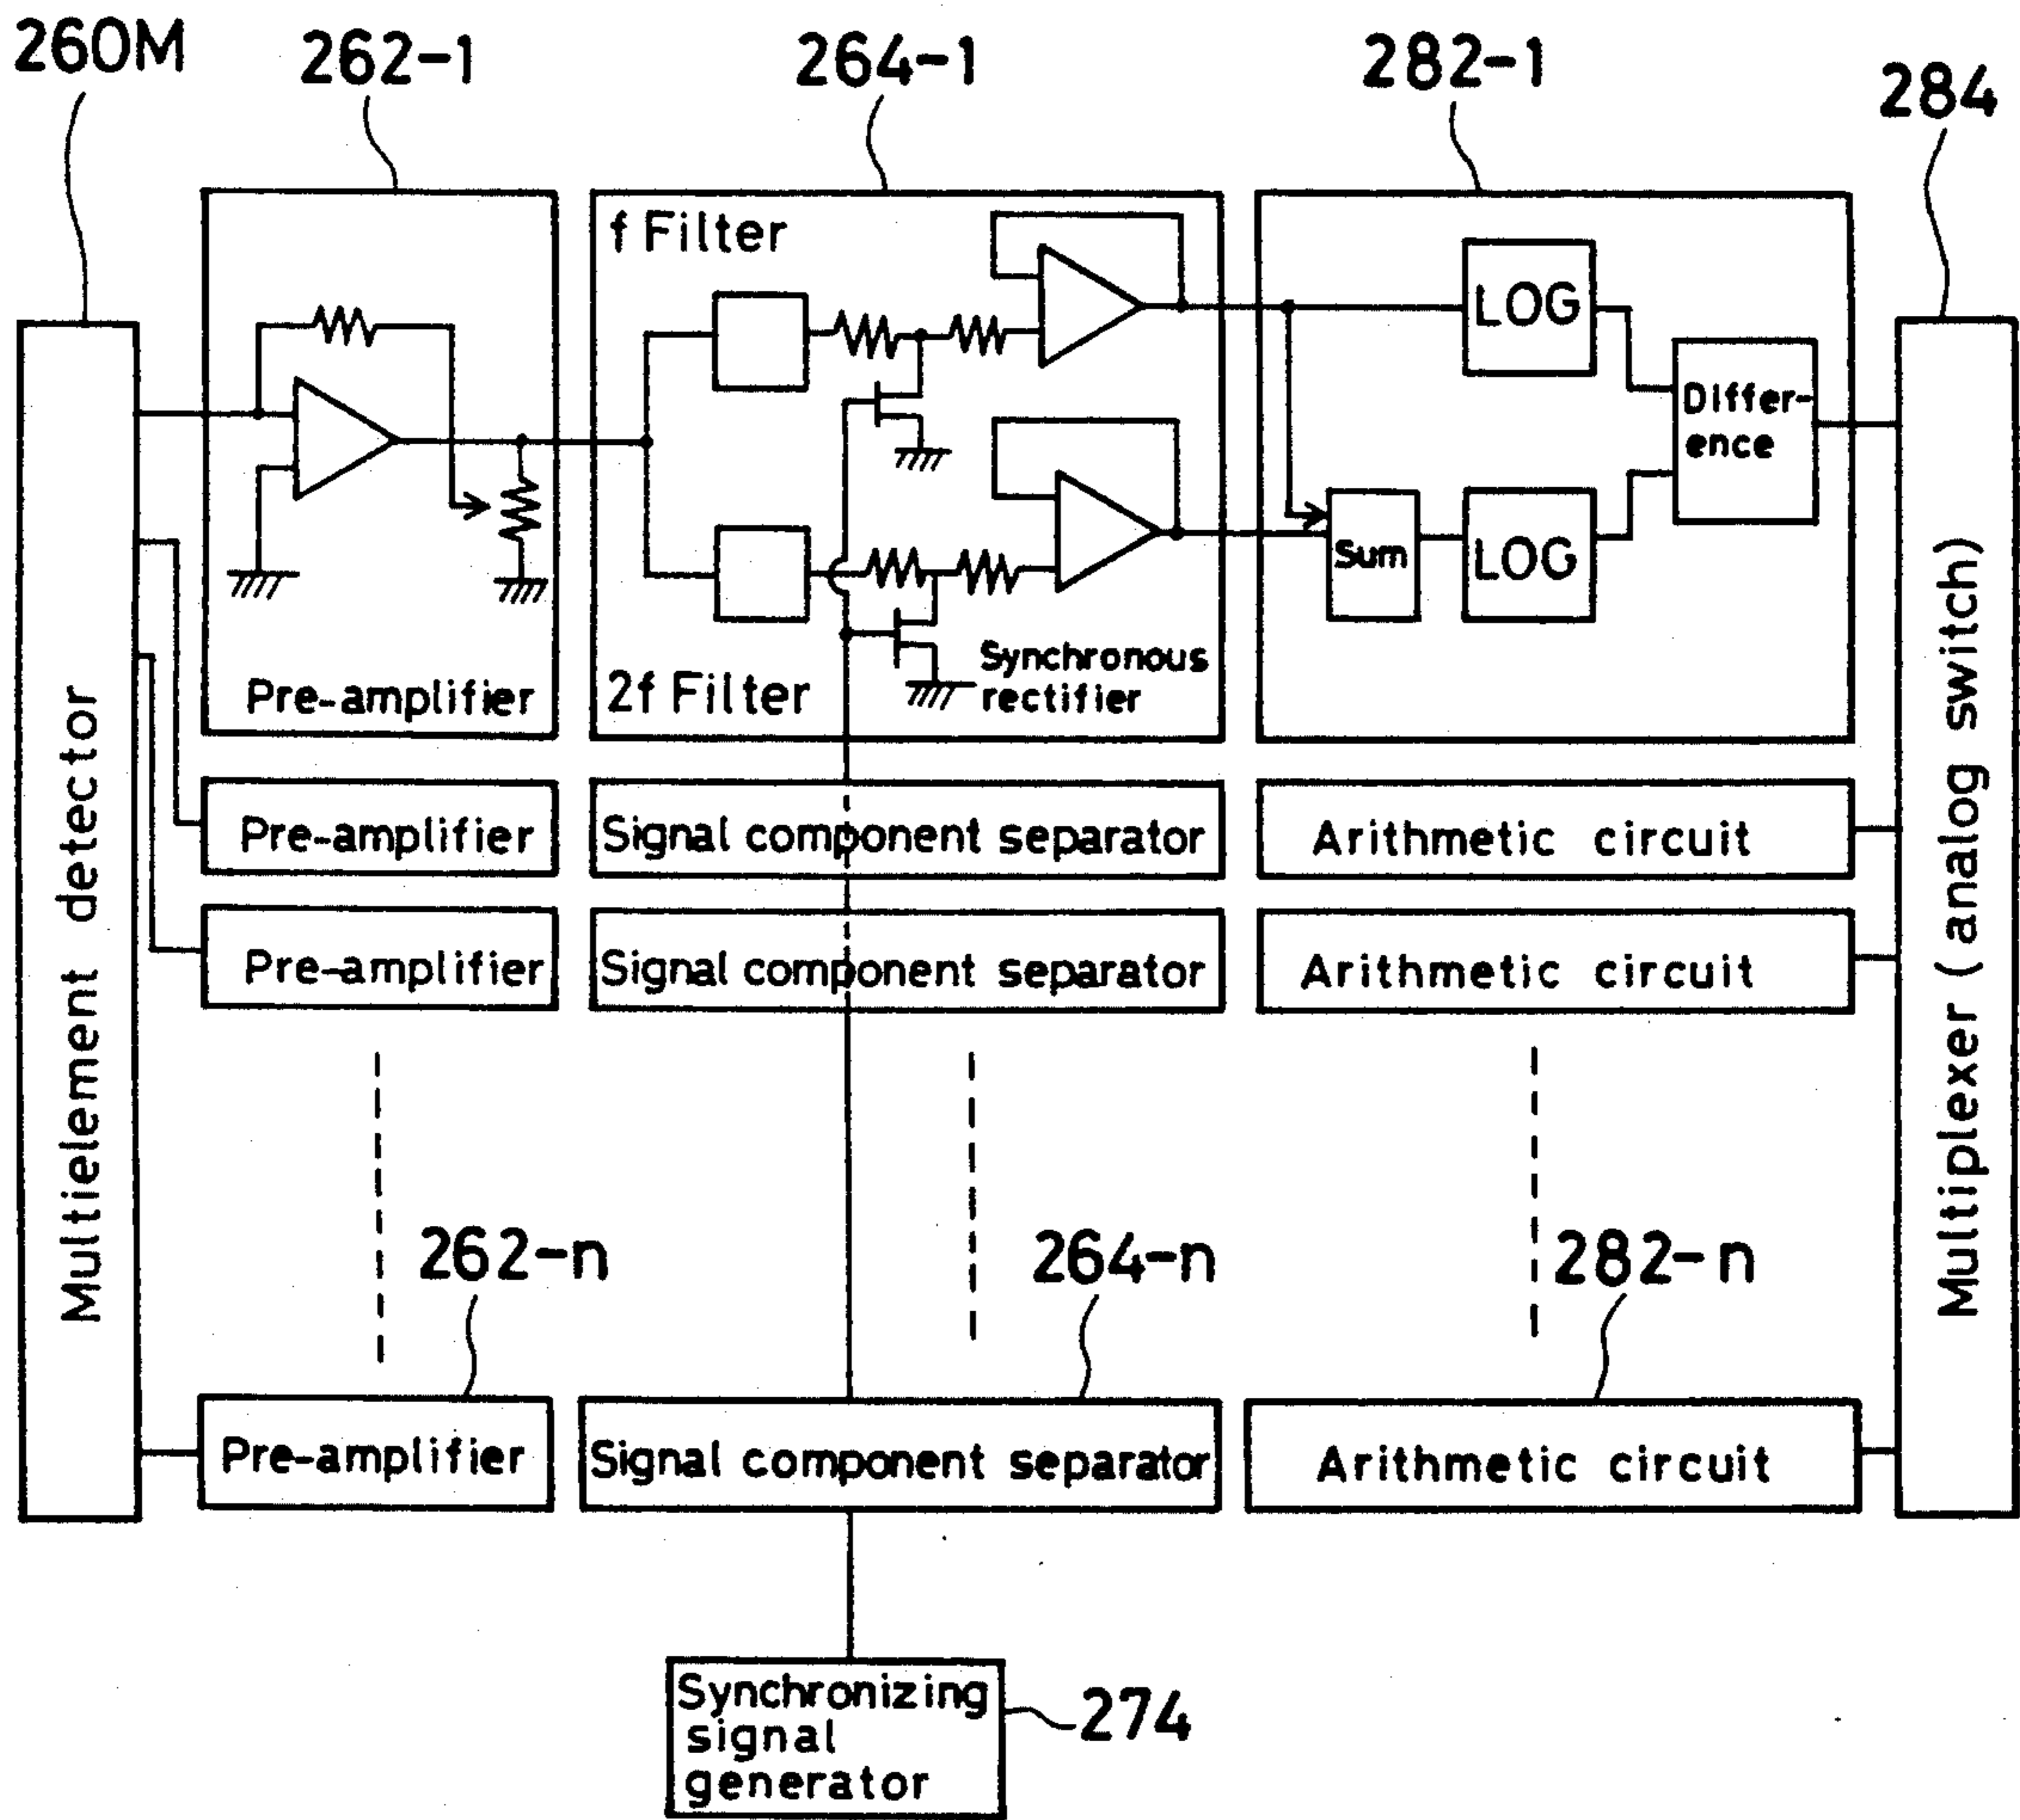 260M
262-1
264-1
282-1
284
f Filter
LOG
Differ-
ence
Sum
LOG
Synchronous
rectifier
Pre-amplifier
2f Filter
Multielement detector
Multiplexer (analog switch)
Pre-amplifier
Signal component separator
Arithmetic circuit
Pre-amplifier
Signal component separator
Arithmetic circuit
262-n
264-n
282-n
Pre-amplifier
Signal component separator
Arithmetic circuit
Synchronizing
signal
generator
274